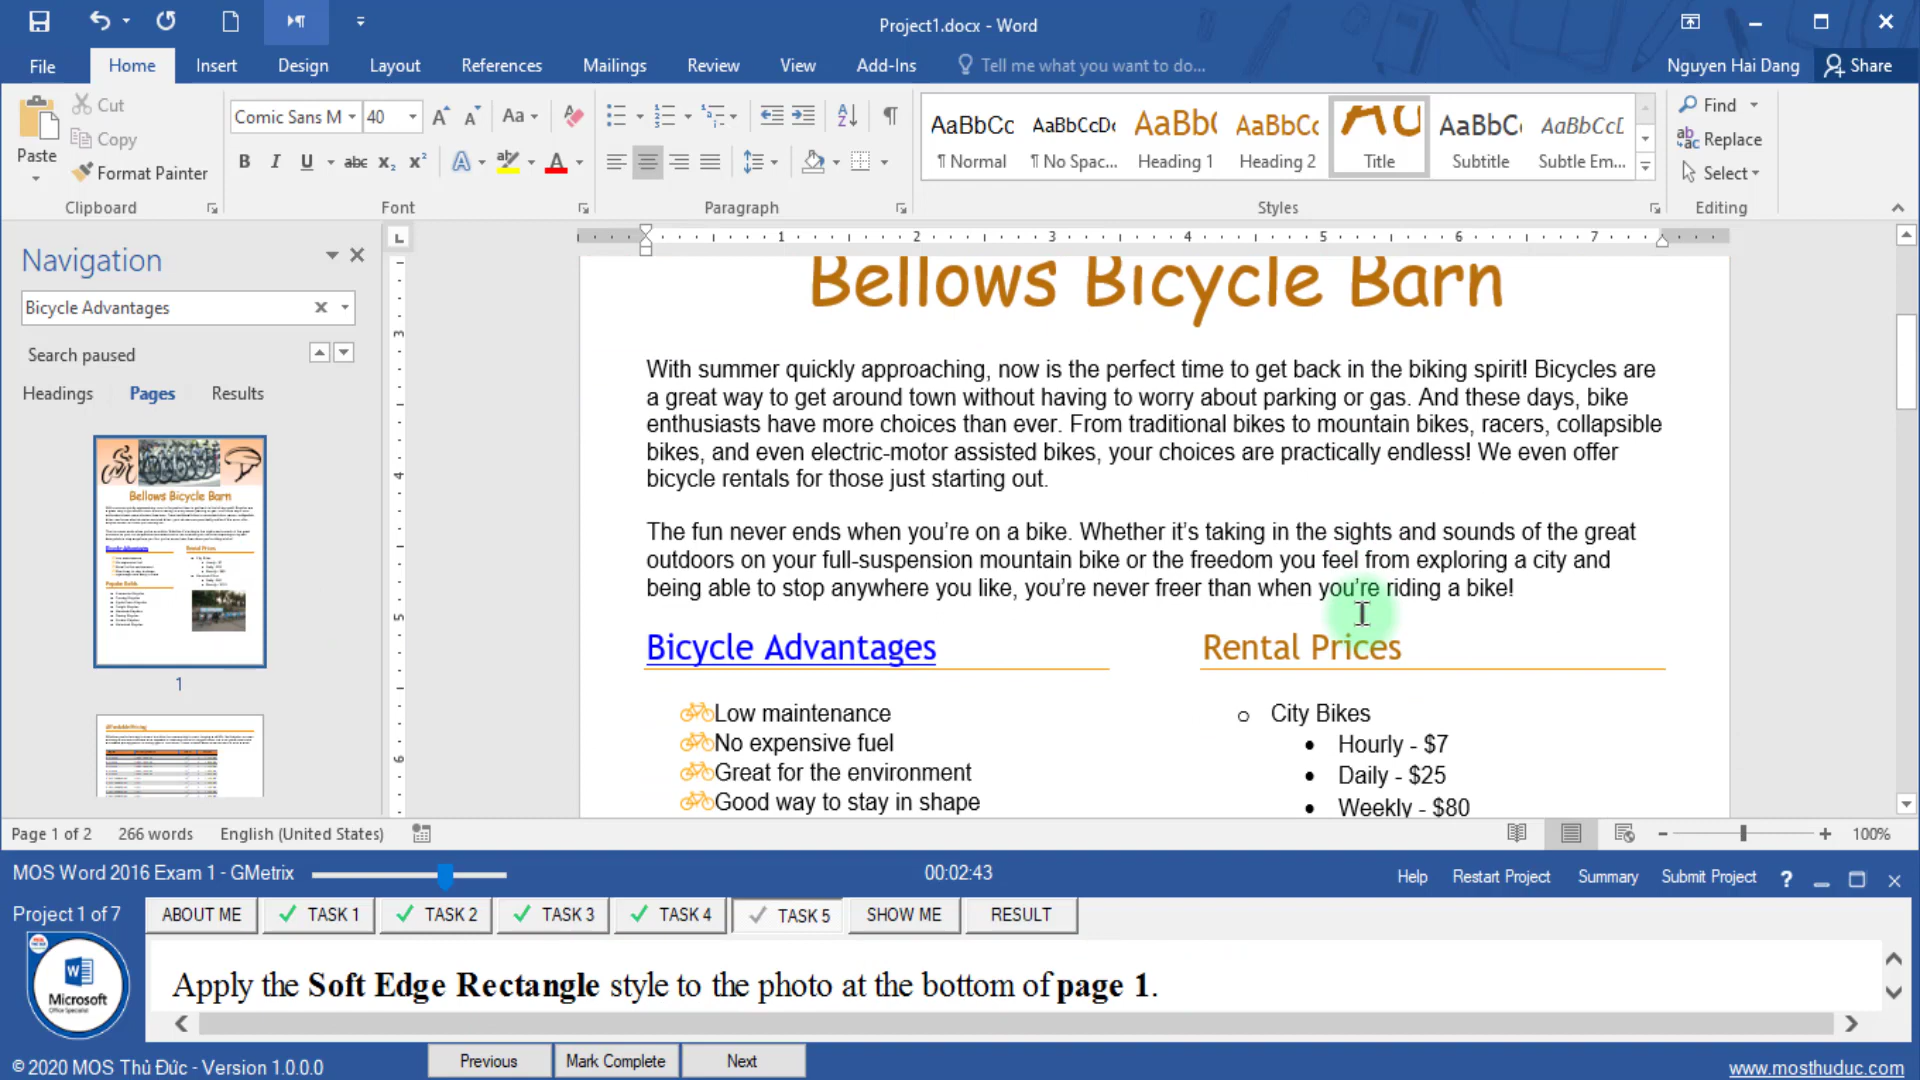 Project1.docx - Word
File
Home
Insert
Design
Layout
References
Mailings
Review
View
Add-Ins
Tell me what you want to do...
Nguyen Hai Dang
Share
Paste
Cut
Copy
Format Painter
Clipboard
Comic Sans M
40
Font
Paragraph
AaBbCc
¶ Normal
AaBbCcDc
¶ No Spac...
AaBbC
Heading 1
AaBbCc
Heading 2
Title
AaBbC
Subtitle
AaBbCcL
Subtle Em...
Styles
Find
Replace
Select
Editing
Navigation
Bicycle Advantages
Search paused
Headings
Pages
Results
Bellows Bicycle Barn
1
1 2 3 4 5 6 7
3
4
5
6
Bellows Bicycle Barn
With summer quickly approaching, now is the perfect time to get back in the biking spirit! Bicycles are
a great way to get around town without having to worry about parking or gas. And these days, bike
enthusiasts have more choices than ever. From traditional bikes to mountain bikes, racers, collapsible
bikes, and even electric-motor assisted bikes, your choices are practically endless! We even offer
bicycle rentals for those just starting out.
The fun never ends when you're on a bike. Whether it's taking in the sights and sounds of the great
outdoors on your full-suspension mountain bike or the freedom you feel from exploring a city and
being able to stop anywhere you like, you're never freer than when you're riding a bike!
Bicycle Advantages
Low maintenance
No expensive fuel
Great for the environment
Good way to stay in shape
Rental Prices
City Bikes
Hourly - $7
Daily - $25
Weekly - $80
Page 1 of 2
266 words
English (United States)
100%
MOS Word 2016 Exam 1 - GMetrix
00:02:43
Help
Restart Project
Summary
Submit Project
?
Project 1 of 7
ABOUT ME
TASK 1
TASK 2
TASK 3
TASK 4
TASK 5
SHOW ME
RESULT
Microsoft
Office Specialist
Apply the Soft Edge Rectangle style to the photo at the bottom of page 1.
©2020 MOS Thủ Đức - Version 1.0.0.0
Previous
Mark Complete
Next
www.mosthuduc.com